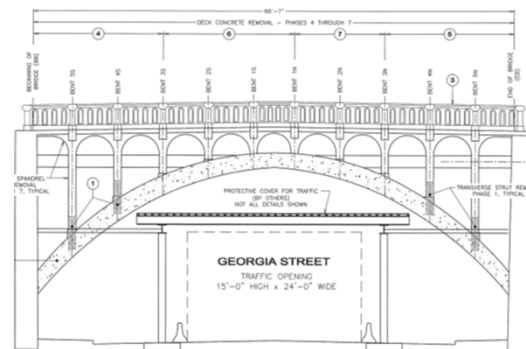 66'-7"
DECK CONCRETE REMOVAL - PHASES 4 THROUGH 7
4
6
7
5
BEGINNING OF
BRIDGE (BB)
BENT 5S
BENT 4S
BENT 3S
BENT 2S
BENT 1S
BENT 1N
BENT 2N
BENT 3N
BENT 4N
BENT 5N
END OF BRIDGE
(EB)
3
SPANDREL
REMOVAL
7, TYPICAL
1
PROTECTIVE COVER FOR TRAFFIC
(BY OTHERS)
NOT ALL DETAILS SHOWN
TRANSVERSE STRUT REM
PHASE 1, TYPICAL
GEORGIA STREET
TRAFFIC OPENING
15'-0" HIGH x 24'-0" WIDE